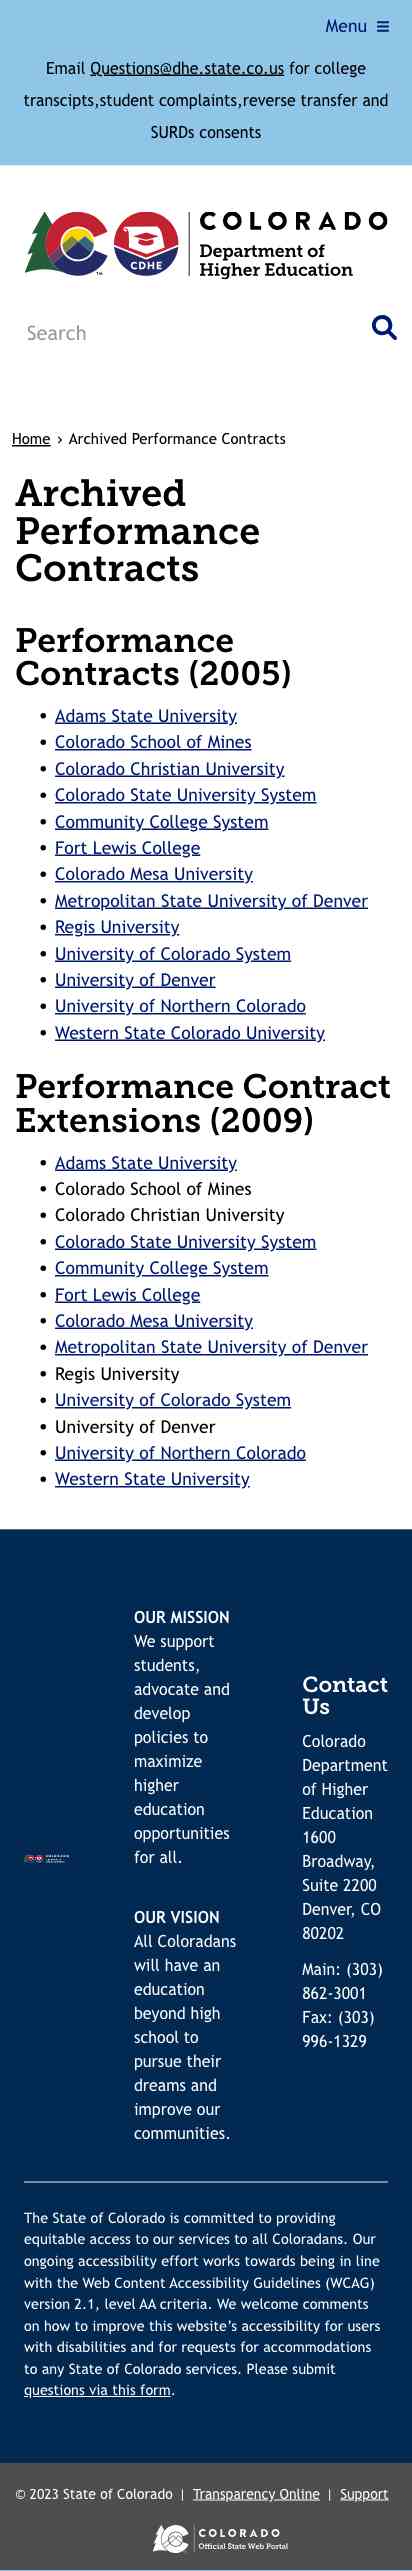 Menu
Email Questions@dhe.state.co.us for college
transcipts,student complaints,reverse transfer and
SURDs consents
COLORADO
Department of
Higher Education
CDHE
TM
Search
Home › Archived Performance Contracts
Archived
Performance
Contracts
Performance
Contracts (2005)
• Adams State University
• Colorado School of Mines
• Colorado Christian University
• Colorado State University System
• Community College System
• Fort Lewis College
• Colorado Mesa University
• Metropolitan State University of Denver
• Regis University
• University of Colorado System
• University of Denver
• University of Northern Colorado
• Western State Colorado University
Performance Contract
Extensions (2009)
• Adams State University
• Colorado School of Mines
• Colorado Christian University
• Colorado State University System
• Community College System
• Fort Lewis College
• Colorado Mesa University
• Metropolitan State University of Denver
• Regis University
• University of Colorado System
• University of Denver
• University of Northern Colorado
• Western State University
OUR MISSION
We support
students,
advocate and
develop
policies to
maximize
higher
education
opportunities
for all.
OUR VISION
All Coloradans
will have an
education
beyond high
school to
pursue their
dreams and
improve our
communities.
Contact
Us
Colorado
Department
of Higher
Education
1600
Broadway,
Suite 2200
Denver, CO
80202
Main: (303)
862-3001
Fax: (303)
996-1329
The State of Colorado is committed to providing
equitable access to our services to all Coloradans. Our
ongoing accessibility effort works towards being in line
with the Web Content Accessibility Guidelines (WCAG)
version 2.1, level AA criteria. We welcome comments
on how to improve this website's accessibility for users
with disabilities and for requests for accommodations
to any State of Colorado services. Please submit
questions via this form.
© 2023 State of Colorado | Transparency Online | Support
COLORADO
Official State Web Portal